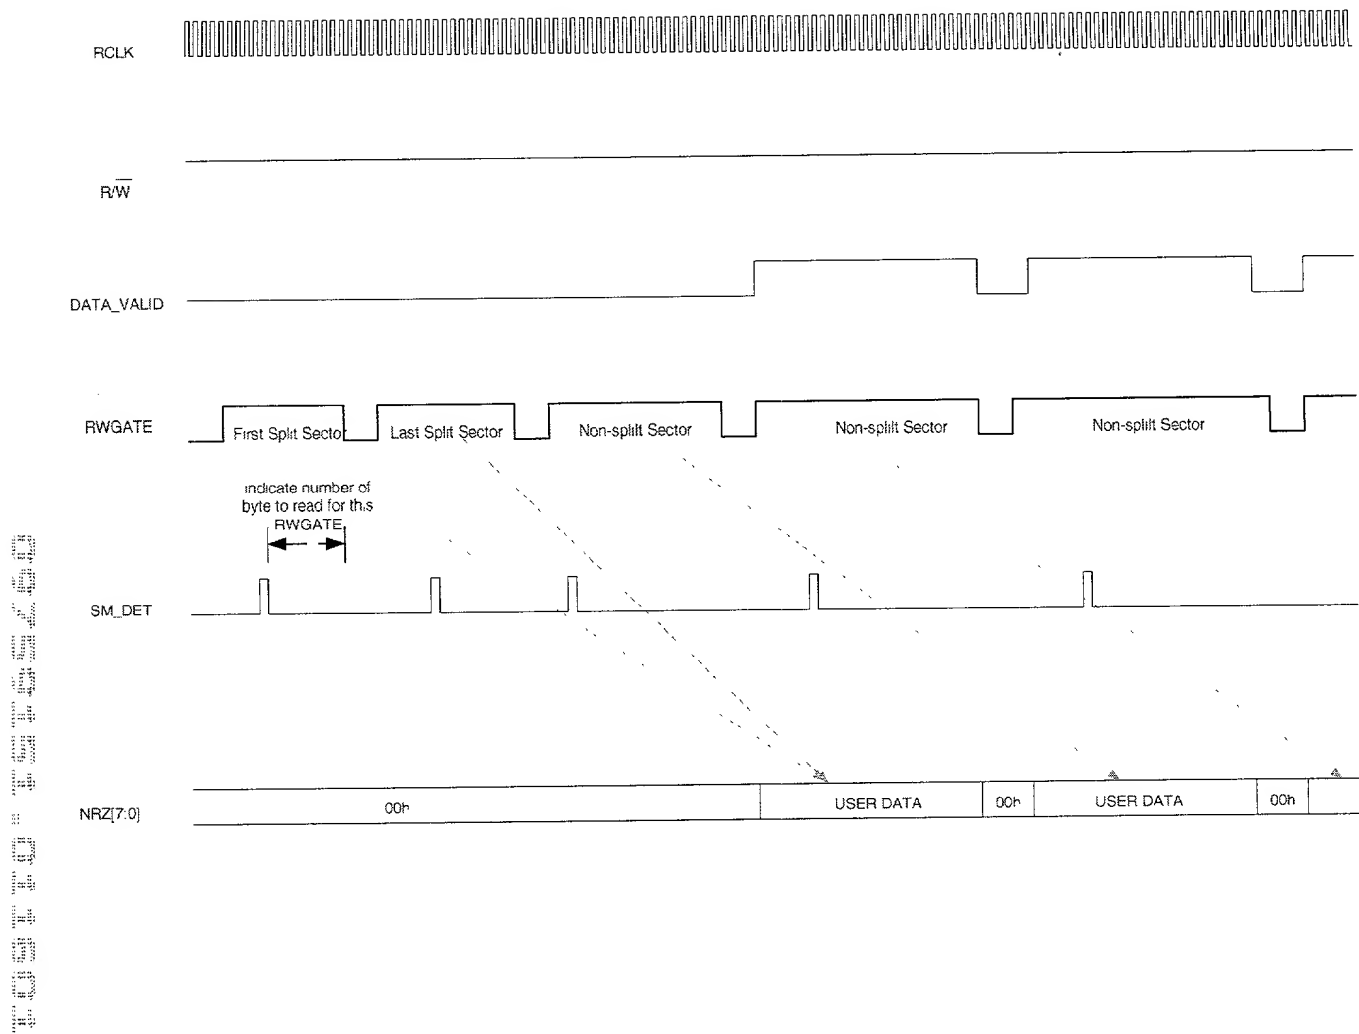 RCLK
R/W
DATA_VALID
RWGATE
First Split Sector
Last Split Sector
Non-split Sector
Non-split Sector
Non-split Sector
indicate number of
byte to read for this
RWGATE
SM_DET
NRZ[7:0]
00h
USER DATA
00h
USER DATA
00h